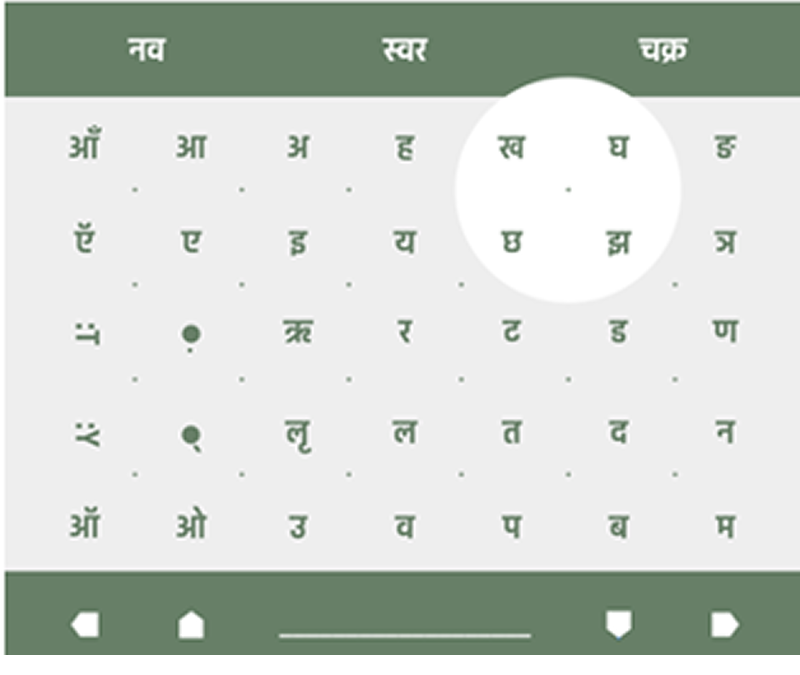 नव स्वर चक्र
आँ आ अ ह ख घ ङ
ऍ ए इ य छ झ ञ
ऋ र ट ड ण
लृ ल त द न
ऑ ओ उ व प ब म